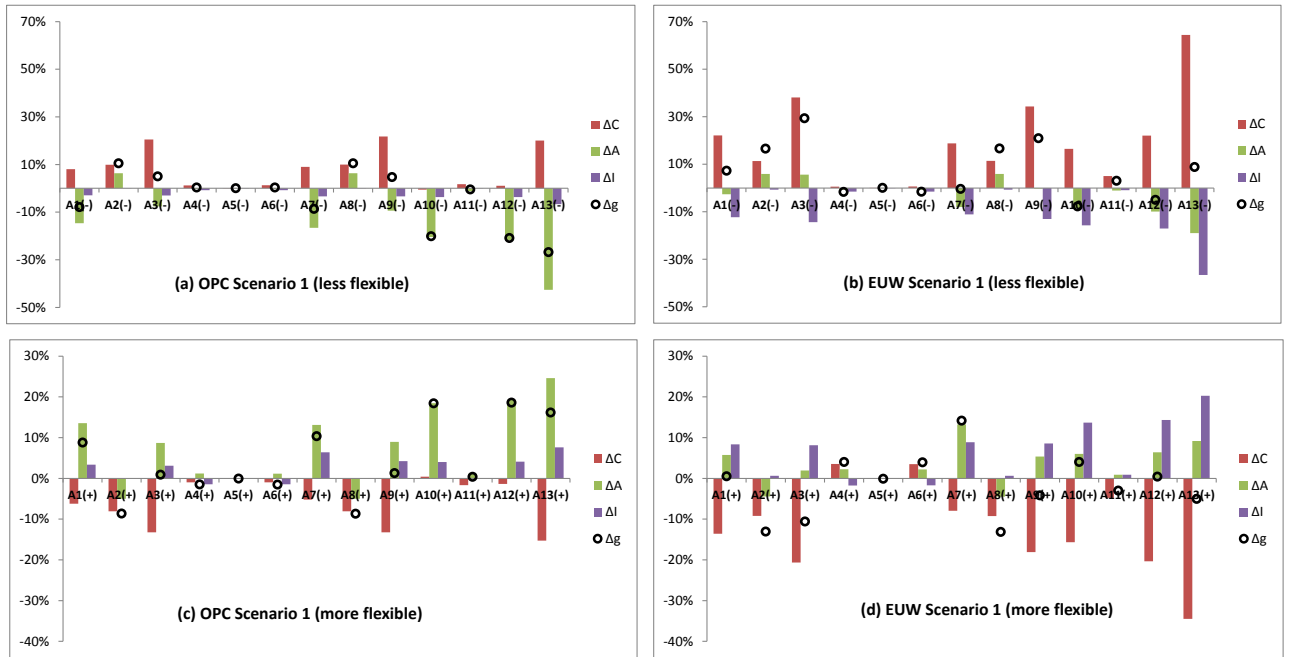 70%
50%
30%
10%
-10%
-30%
-50%
A1(-) A2(-) A3(-) A4(-) A5(-) A6(-) A7(-) A8(-) A9(-) A10(-) A11(-) A12(-) A13(-)
ΔC
ΔA
ΔI
Δg
(a) OPC Scenario 1 (less flexible)
70%
50%
30%
10%
-10%
-30%
-50%
A1(-) A2(-) A3(-) A4(-) A5(-) A6(-) A7(-) A8(-) A9(-) A10(-) A11(-) A12(-) A13(-)
ΔC
ΔA
ΔI
Δg
(b) EUW Scenario 1 (less flexible)
30%
20%
10%
0%
-10%
-20%
-30%
-40%
A1(+) A2(+) A3(+) A4(+) A5(+) A6(+) A7(+) A8(+) A9(+) A10(+) A11(+) A12(+) A13(+)
ΔC
ΔA
ΔI
Δg
(c) OPC Scenario 1 (more flexible)
30%
20%
10%
0%
-10%
-20%
-30%
-40%
A1(+) A2(+) A3(+) A4(+) A5(+) A6(+) A7(+) A8(+) A9(+) A10(+) A11(+) A12(+) A13(+)
ΔC
ΔA
ΔI
Δg
(d) EUW Scenario 1 (more flexible)